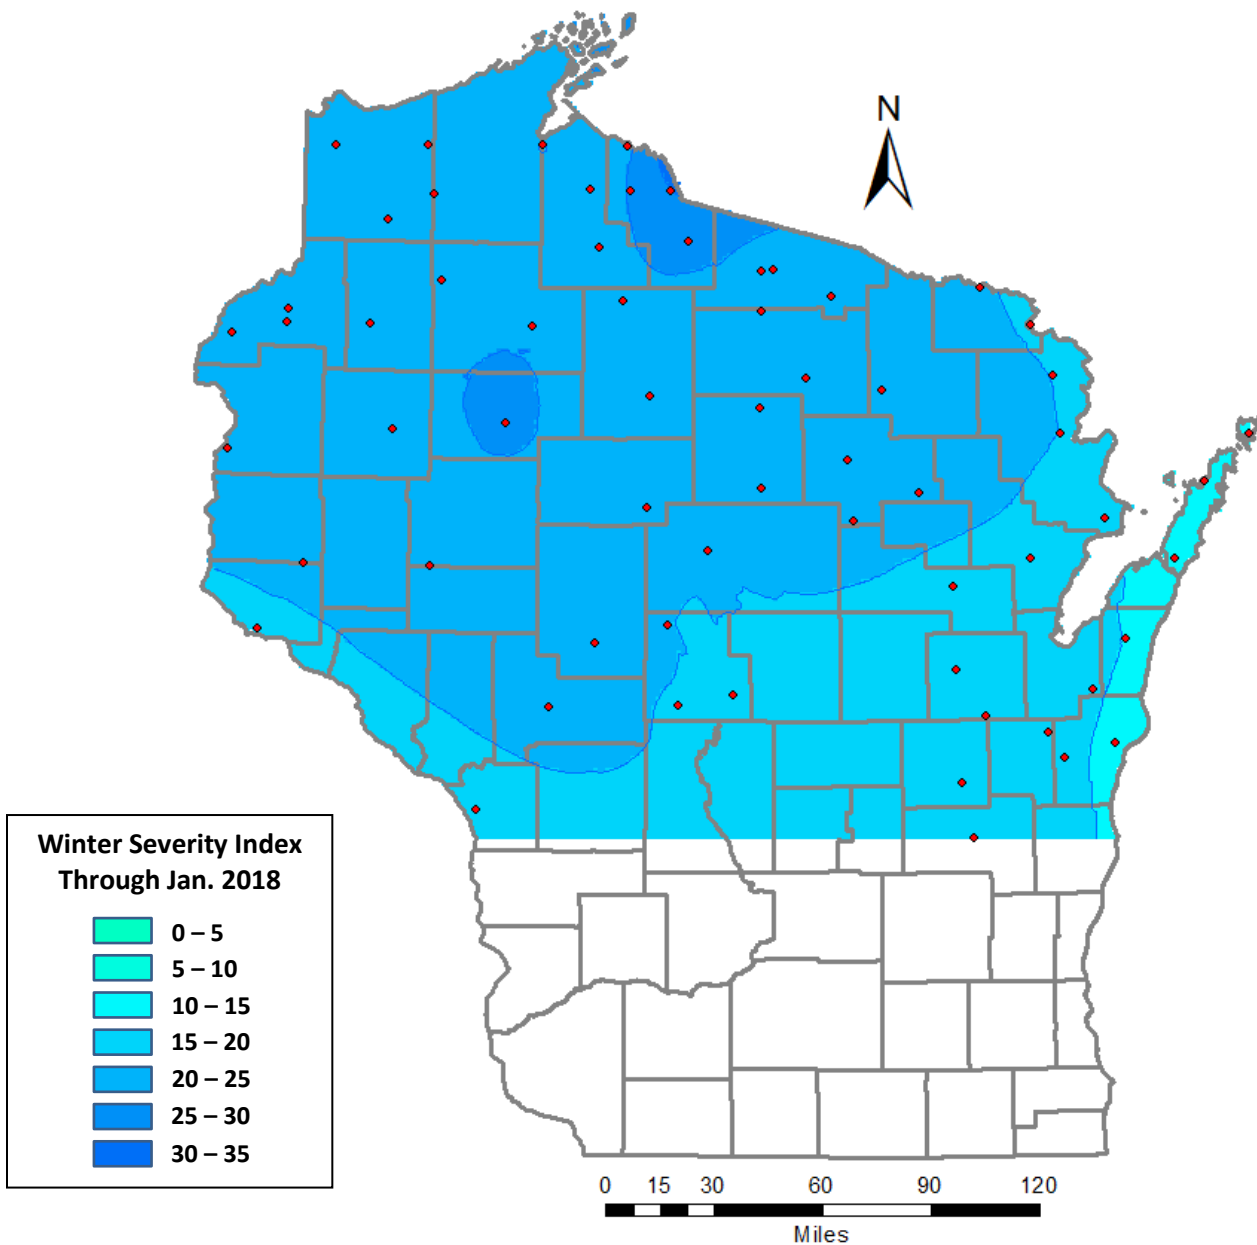 N
Winter Severity Index
Through Jan. 2018
0 – 5
5 – 10
10 – 15
15 – 20
20 – 25
25 – 30
30 – 35
0 15 30 60 90 120
Miles